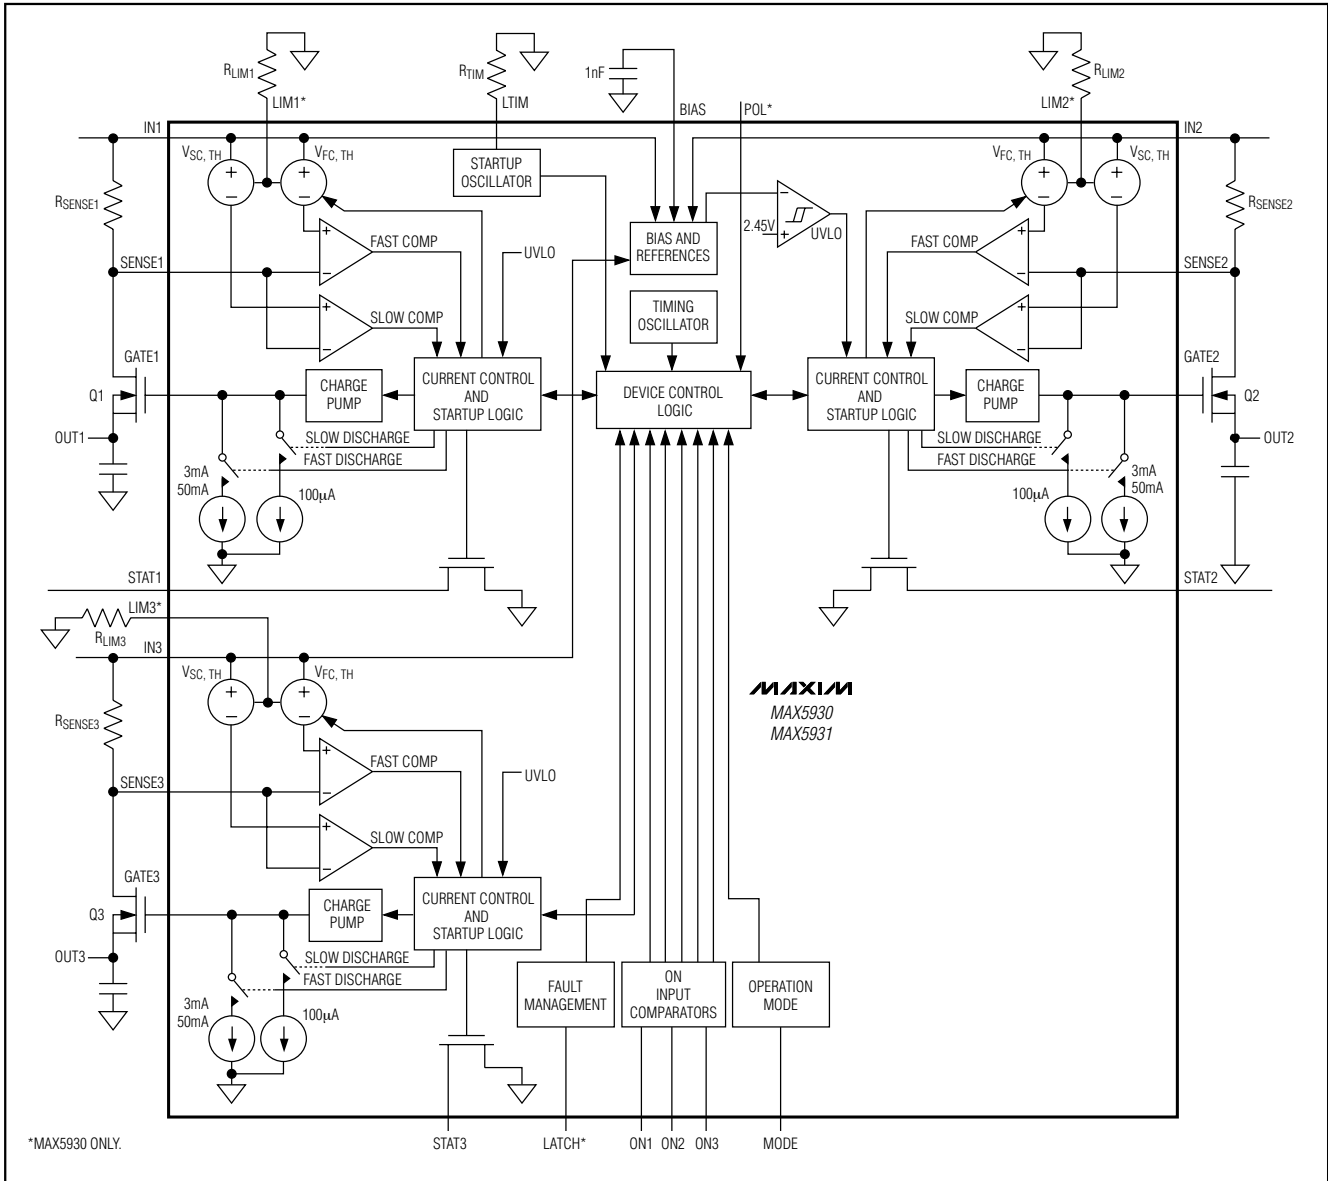 RLIM1
LIM1*
RTIM
LTIM
1nF
BIAS
POL*
RLIM2
LIM2*
IN1
IN2
VSC, TH
VFC, TH
STARTUP
OSCILLATOR
VFC, TH
VSC, TH
+
−
+
−
+
−
+
−
RSENSE1
RSENSE2
2.45V
−
+
UVLO
BIAS AND
REFERENCES
+
−
FAST COMP
UVLO
FAST COMP
+
−
SENSE1
SENSE2
TIMING
OSCILLATOR
+
−
SLOW COMP
SLOW COMP
+
−
GATE1
GATE2
Q1
CHARGE
PUMP
CURRENT CONTROL
AND
STARTUP LOGIC
DEVICE CONTROL
LOGIC
CURRENT CONTROL
AND
STARTUP LOGIC
CHARGE
PUMP
Q2
OUT1
OUT2
SLOW DISCHARGE
FAST DISCHARGE
SLOW DISCHARGE
FAST DISCHARGE
3mA
50mA
100μA
100μA
3mA
50mA
STAT1
STAT2
LIM3*
RLIM3
IN3
VSC, TH
VFC, TH
+
−
+
−
MAXIM
MAX5930
MAX5931
RSENSE3
+
−
FAST COMP
UVLO
SENSE3
+
−
SLOW COMP
GATE3
Q3
CHARGE
PUMP
CURRENT CONTROL
AND
STARTUP LOGIC
OUT3
SLOW DISCHARGE
FAST DISCHARGE
3mA
50mA
100μA
FAULT
MANAGEMENT
ON
INPUT
COMPARATORS
OPERATION
MODE
*MAX5930 ONLY.
STAT3
LATCH*
ON1
ON2
ON3
MODE